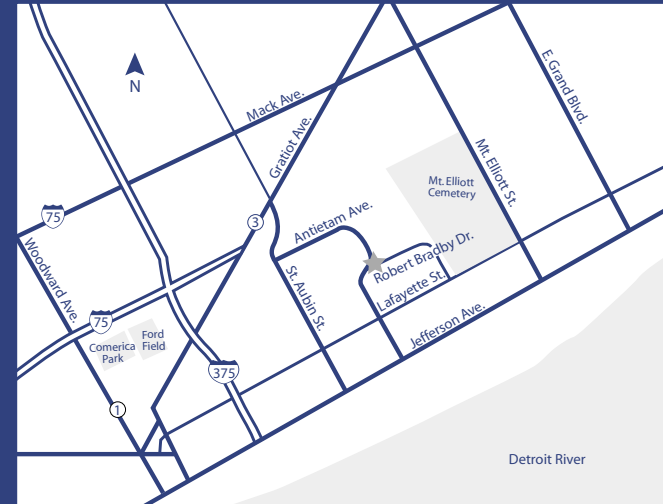 N
Mack Ave.
Gratiot Ave.
E. Grand Blvd.
Mt. Elliott St.
Mt. Elliott
Cemetery
75
3
Antietam Ave.
Robert Bradby Dr.
Woodward Ave.
St. Aubin St.
Lafayette St.
Jefferson Ave.
75
Comerica
Park
Ford
Field
375
1
Detroit River